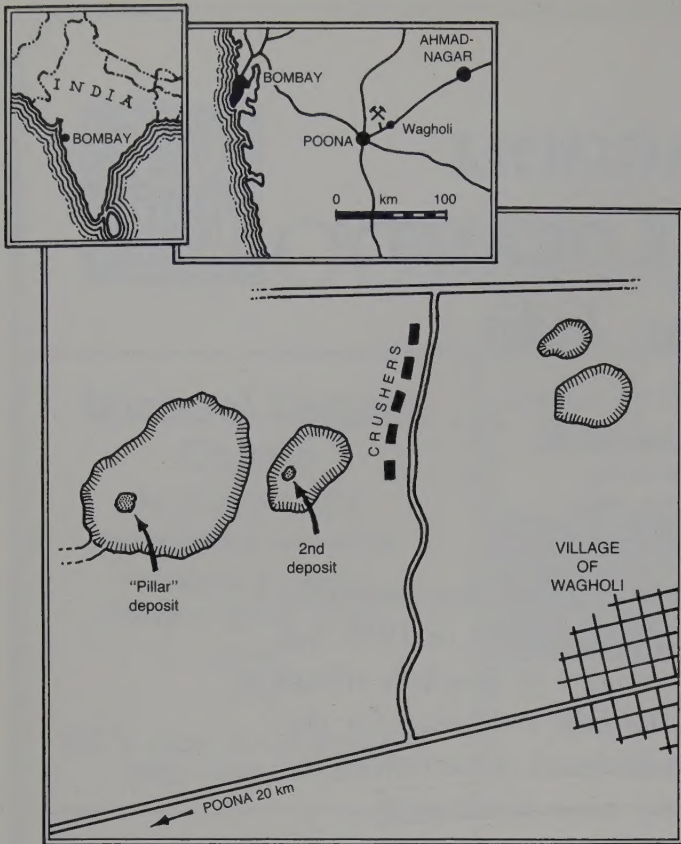 INDIA
BOMBAY
BOMBAY
AHMAD-
NAGAR
POONA
Wagholi
0 km 100
CRUSHERS
"Pillar"
deposit
2nd
deposit
VILLAGE
OF
WAGHOLI
POONA 20 km